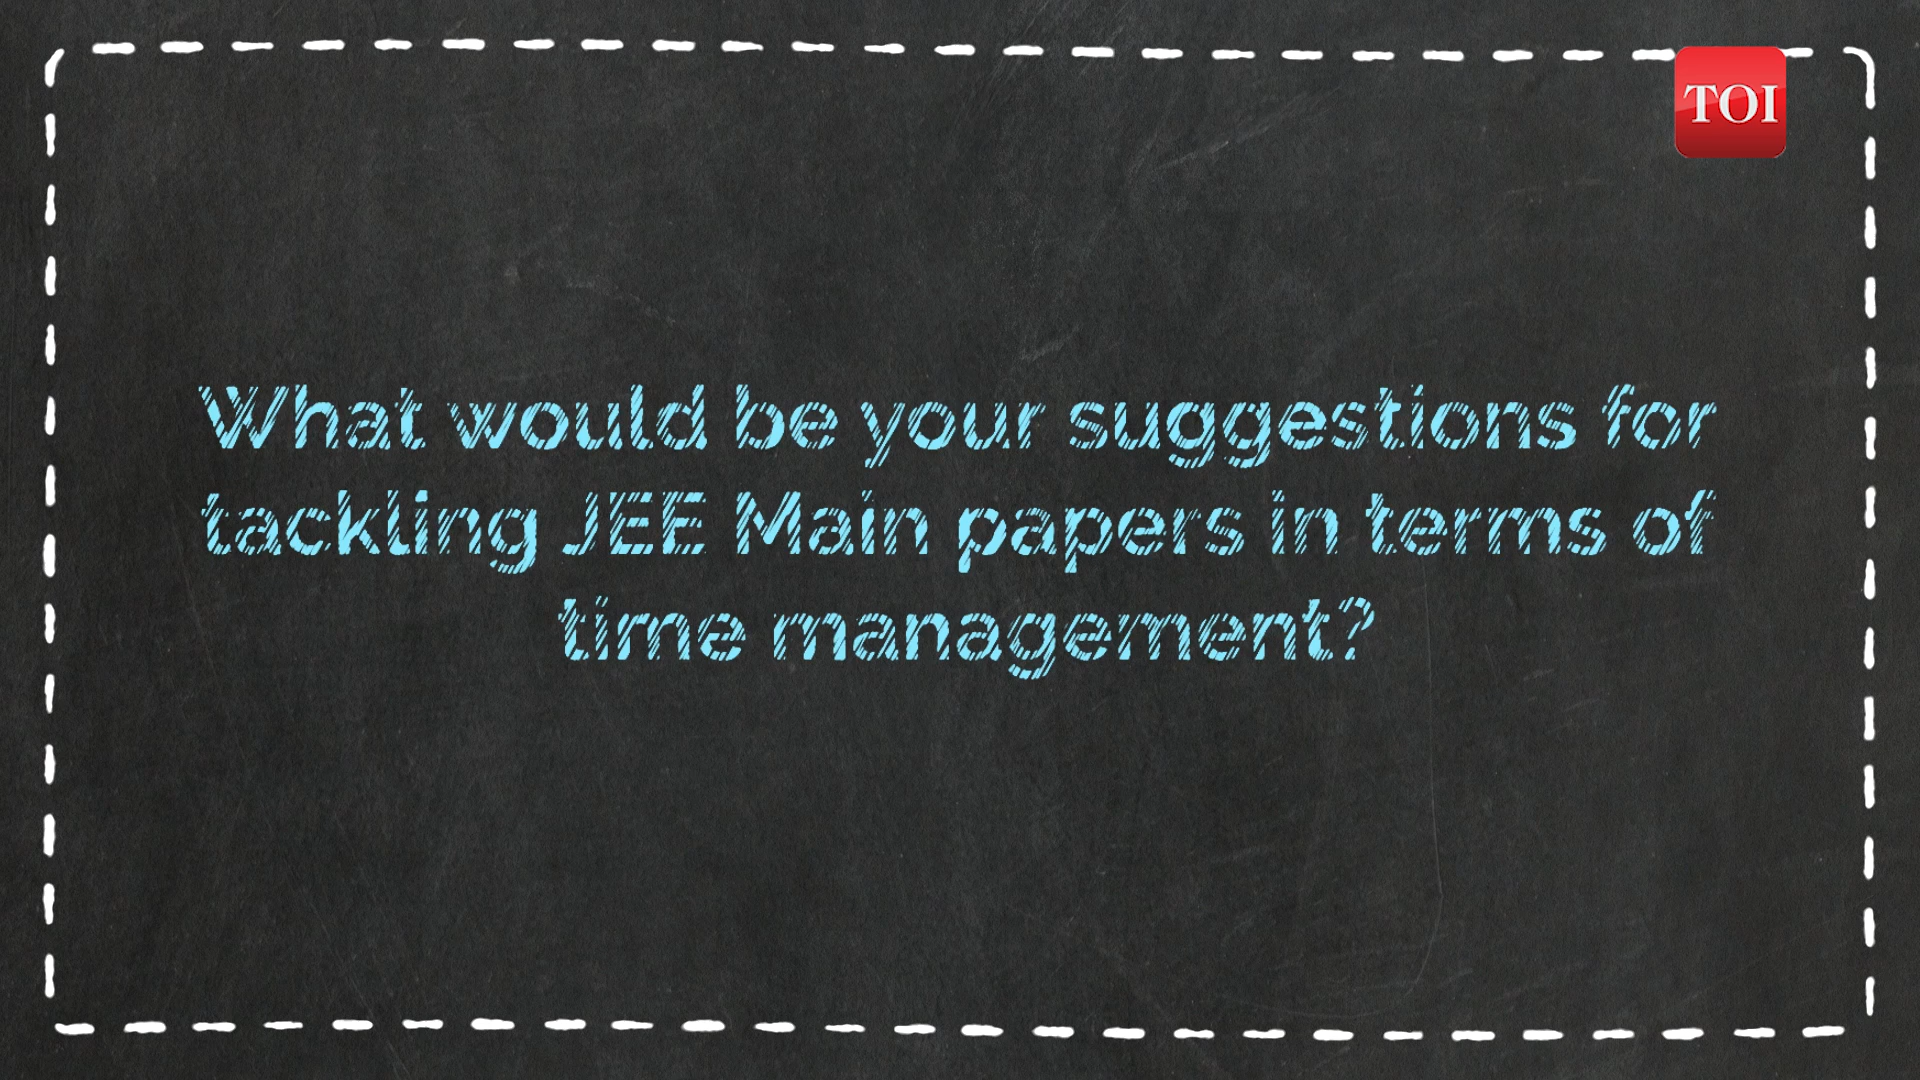 TOI
What would be your suggestions for
tackling JEE Main papers in terms of
time management?